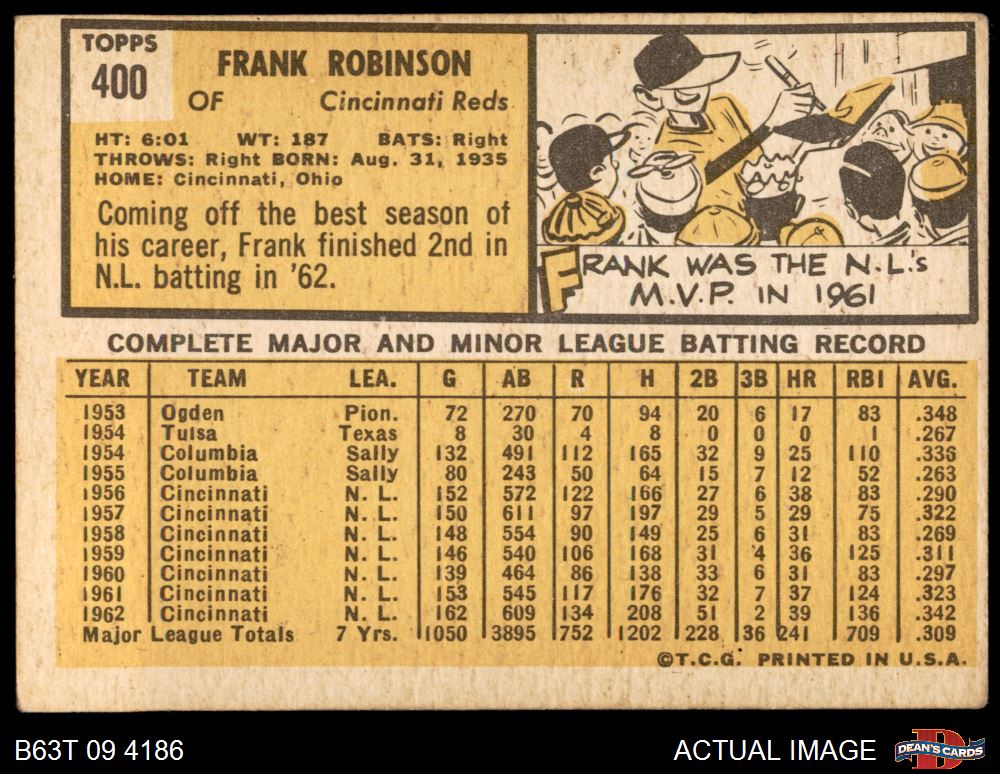 TOPPS
400
FRANK ROBINSON
OF Cincinnati Reds
HT: 6:01 WT: 187 BATS: Right
THROWS: Right BORN: Aug. 31, 1935
HOME: Cincinnati, Ohio
Coming off the best season of
his career, Frank finished 2nd in
N.L. batting in '62.
FRANK WAS THE N.L.'s
M.V.P. IN 1961
COMPLETE MAJOR AND MINOR LEAGUE BATTING RECORD
YEAR TEAM LEA. G AB R H 2B 3B HR RBI AVG.
1953 Ogden Pion. 72 270 70 94 20 6 17 83 .348
1954 Tulsa Texas 8 30 4 8 0 0 0 1 .267
1954 Columbia Sally 132 491 112 165 32 9 25 110 .336
1955 Columbia Sally 80 243 50 64 15 7 12 52 .263
1956 Cincinnati N. L. 152 572 122 166 27 6 38 83 .290
1957 Cincinnati N. L. 150 611 97 197 29 5 29 75 .322
1958 Cincinnati N. L. 148 554 90 149 25 6 31 83 .269
1959 Cincinnati N. L. 146 540 106 168 31 4 36 125 .311
1960 Cincinnati N. L. 139 464 86 138 33 6 31 83 .297
1961 Cincinnati N. L. 153 545 117 176 32 7 37 124 .323
1962 Cincinnati N. L. 162 609 134 208 51 2 39 136 .342
Major League Totals 7 Yrs. 1050 3895 752 1202 228 36 241 709 .309
©T.C.G. PRINTED IN U.S.A.
B63T 09 4186
ACTUAL IMAGE
D
DEAN'S CARDS